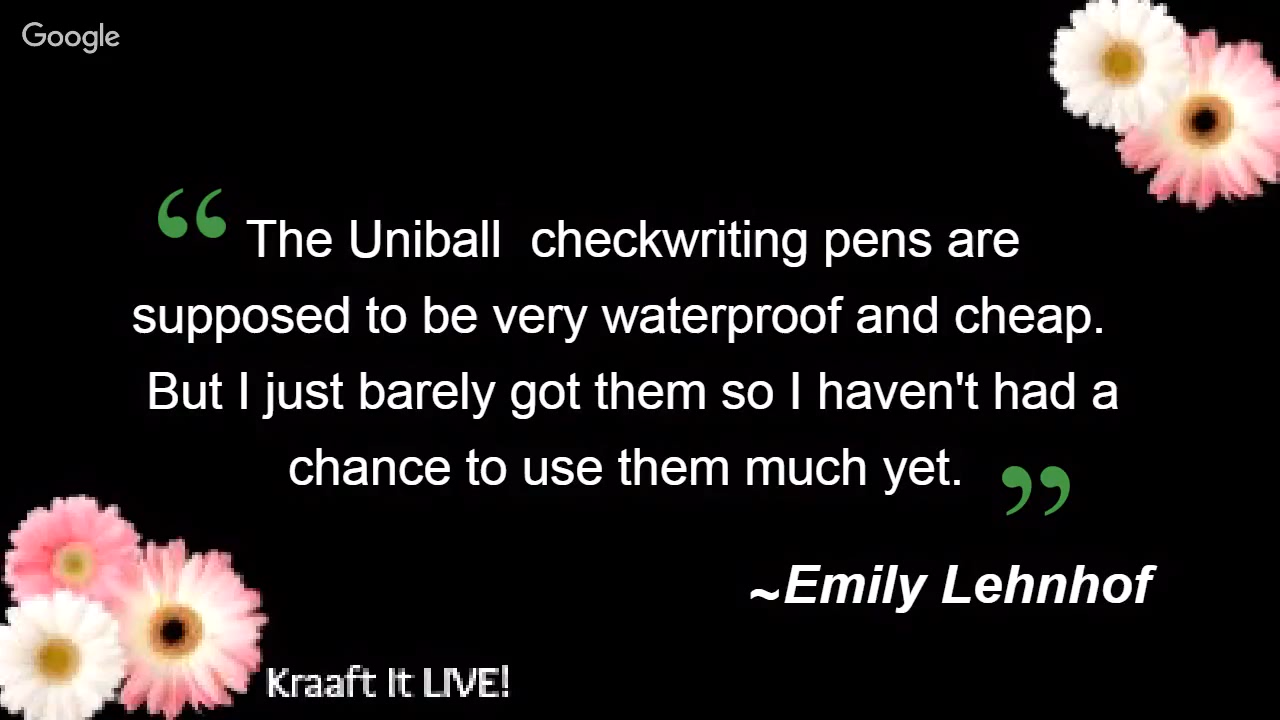 Google
“ The Uniball  checkwriting pens are
supposed to be very waterproof and cheap.
But I just barely got them so I haven't had a
chance to use them much yet. ”
~Emily Lehnhof
Kraaft It LIVE!